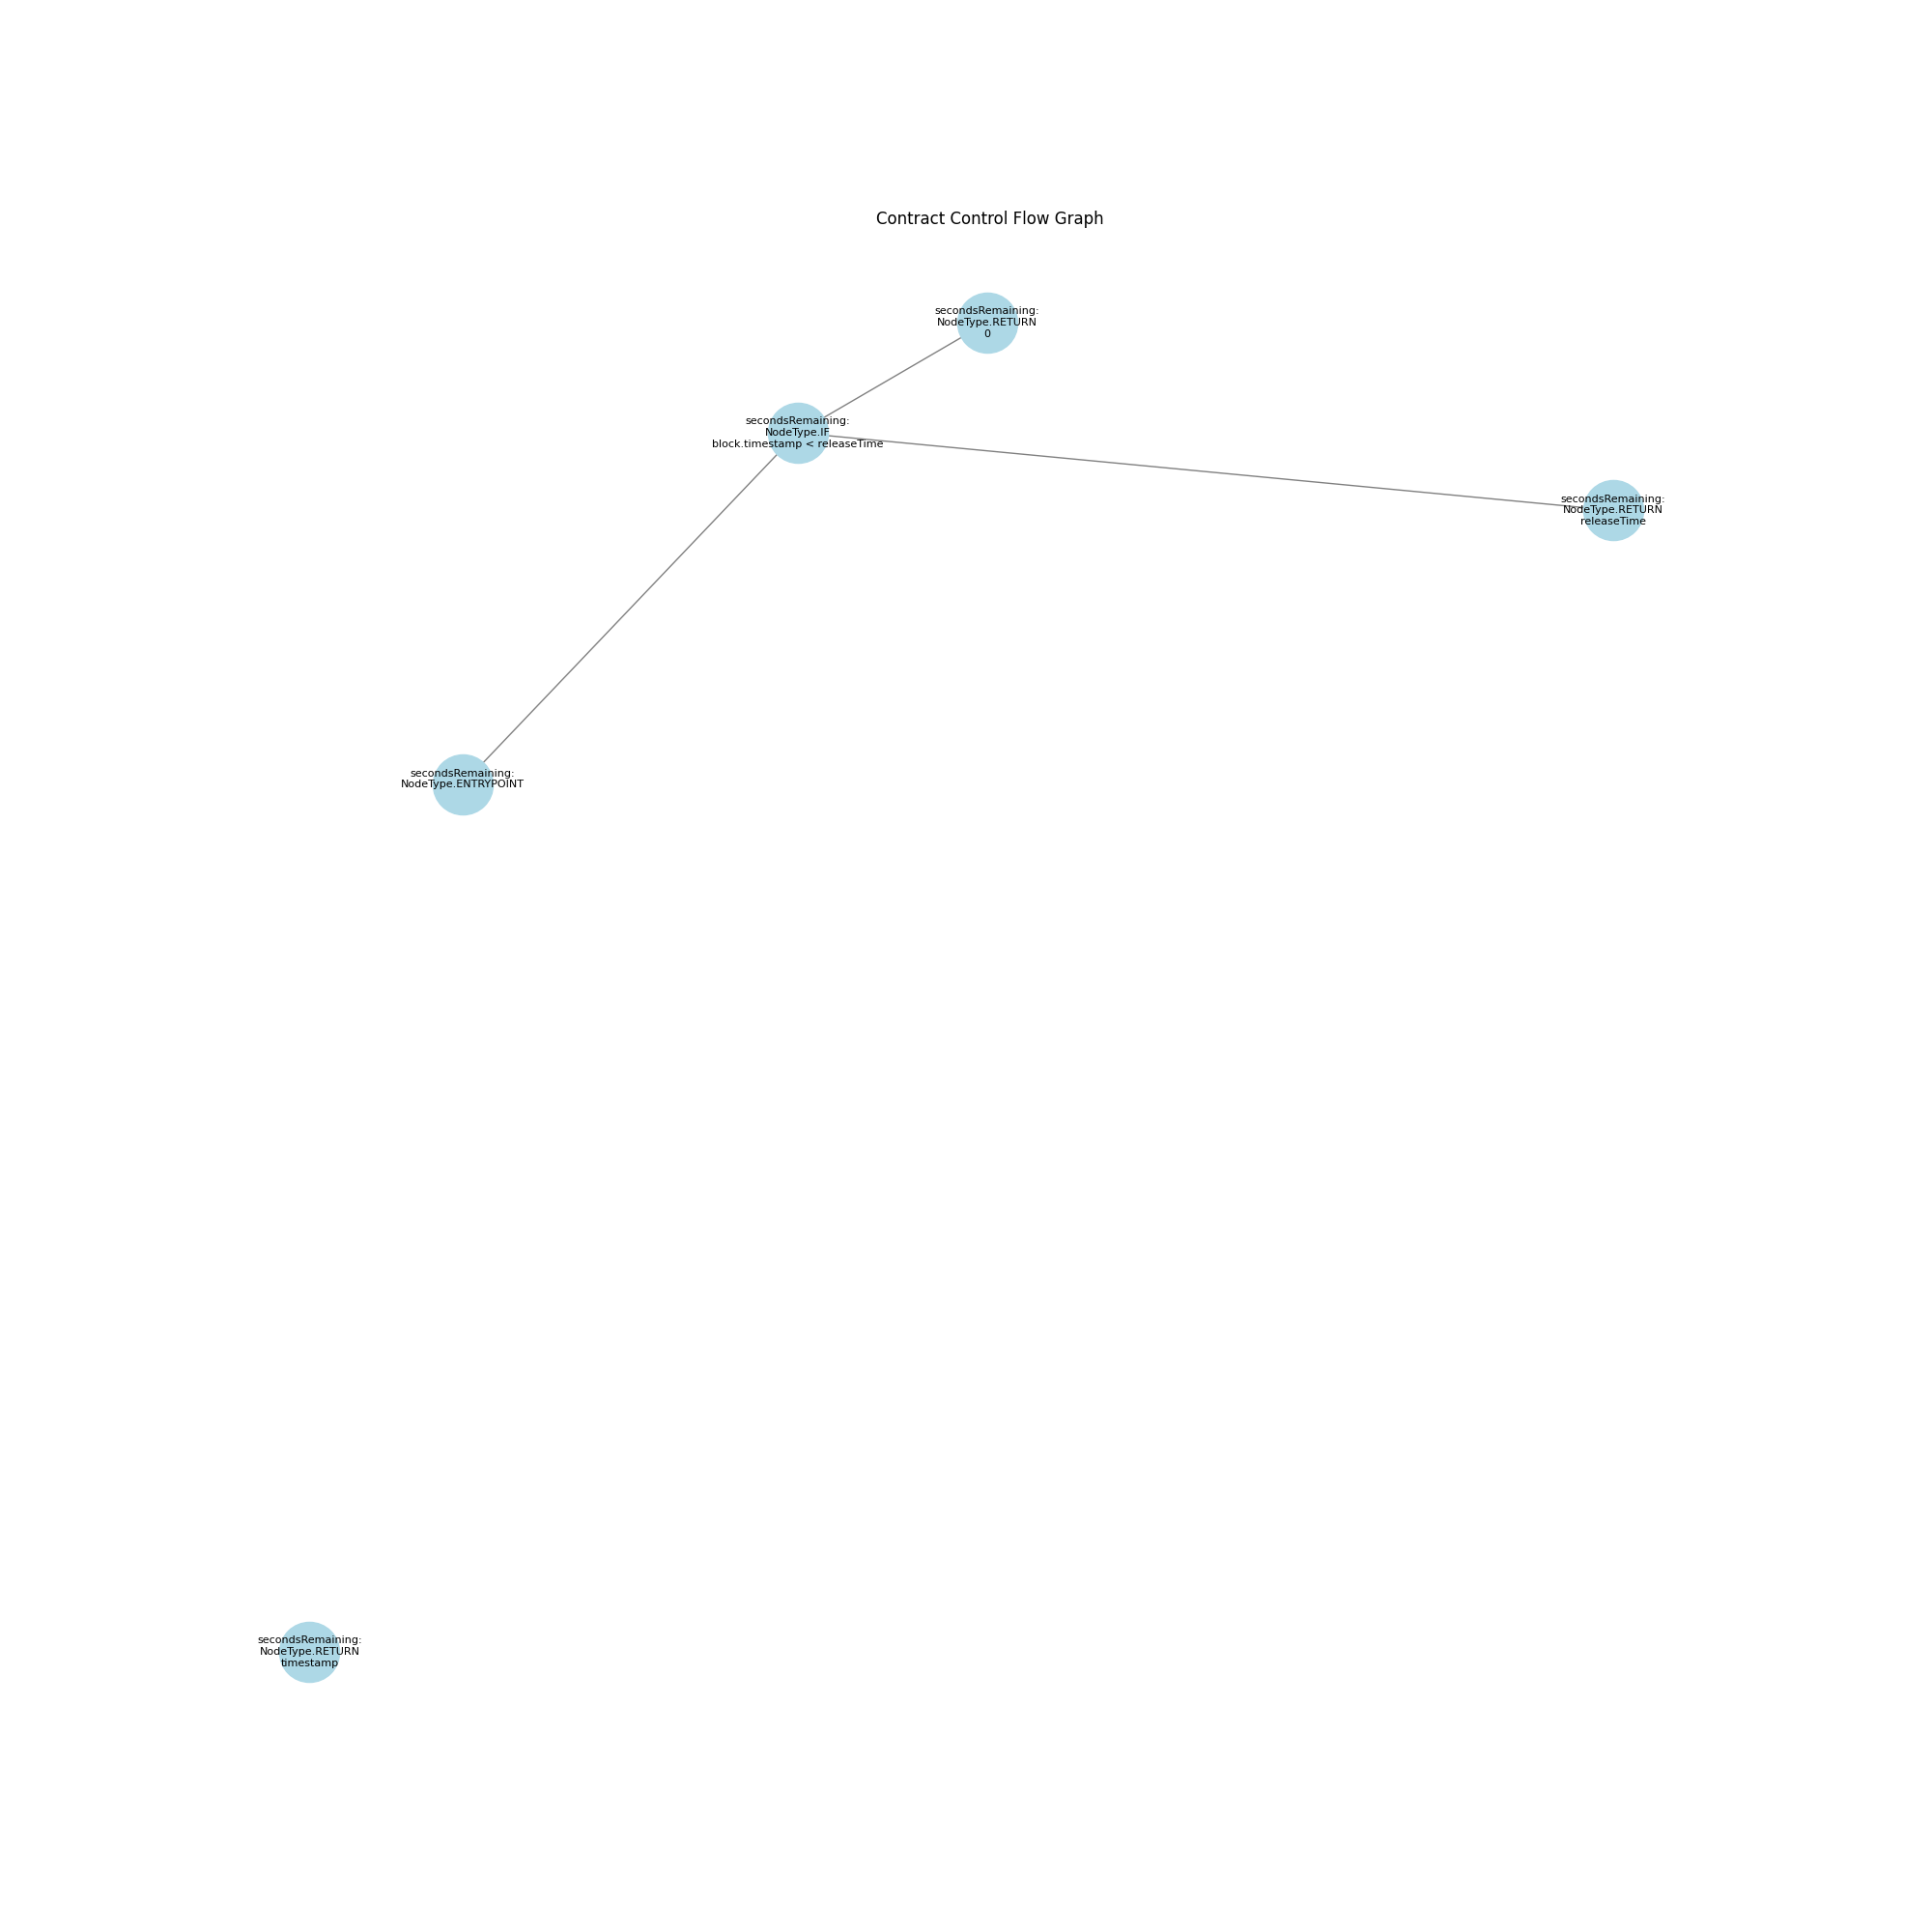 Contract Control Flow Graph
secondsRemaining:
NodeType.RETURN
0
secondsRemaining:
NodeType.IF
block.timestamp < releaseTime
secondsRemaining:
NodeType.RETURN
releaseTime
secondsRemaining:
NodeType.ENTRYPOINT
secondsRemaining:
NodeType.RETURN
timestamp